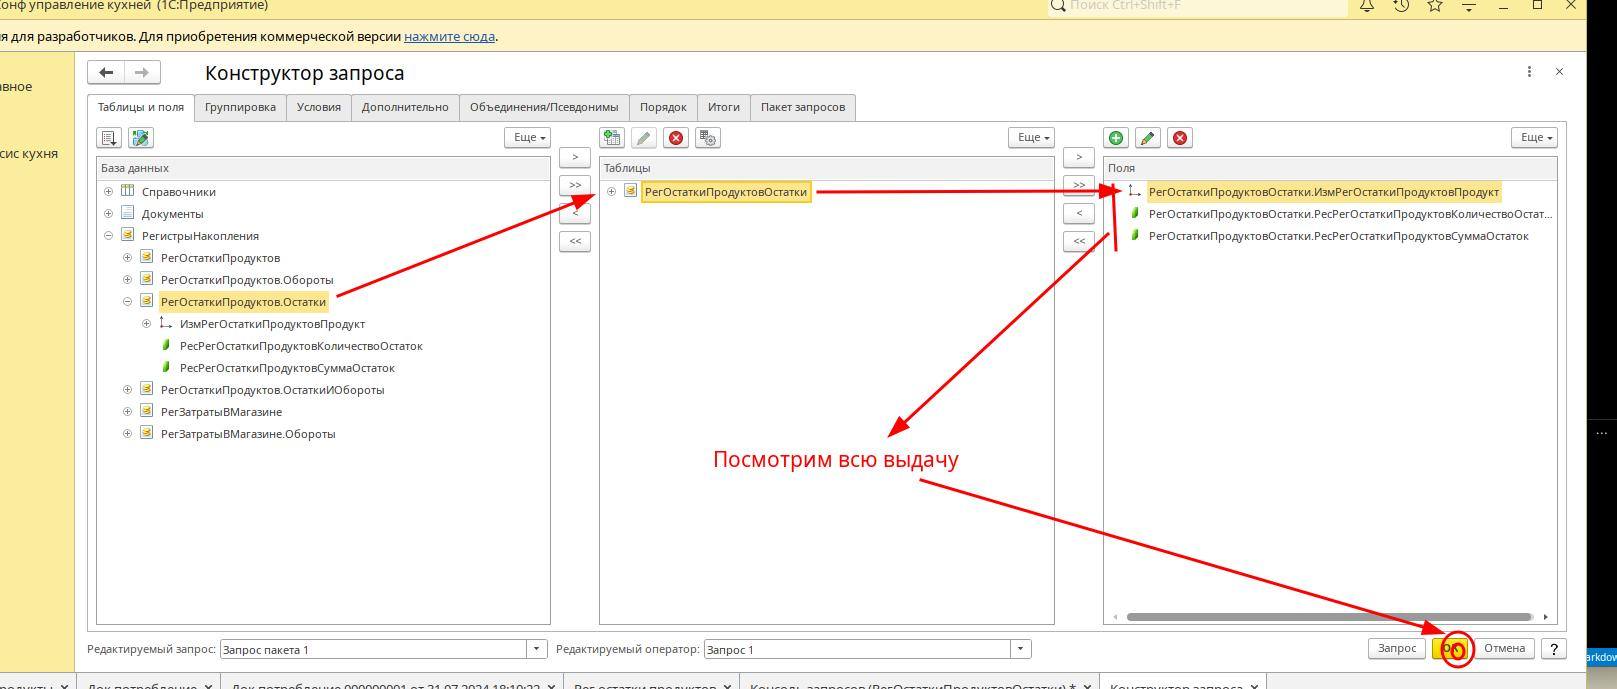 Конф управление кухней (1С:Предприятие)
Поиск Ctrl+Shift+F
я для разработчиков. Для приобретения коммерческой версии нажмите сюда.
авное
сис кухня
Конструктор запроса
Таблицы и поля Группировка Условия Дополнительно Объединения/Псевдонимы Порядок Итоги Пакет запросов
Еще Еще Еще
База данных
Справочники
Документы
РегистрыНакопления
РегОстаткиПродуктов
РегОстаткиПродуктов.Обороты
РегОстаткиПродуктов.Остатки
ИзмРегОстаткиПродуктовПродукт
РесРегОстаткиПродуктовКоличествоОстаток
РесРегОстаткиПродуктовСуммаОстаток
РегОстаткиПродуктов.ОстаткиИОбороты
РегЗатратыВМагазине
РегЗатратыВМагазине.Обороты
>
>>
<
<<
Таблицы
РегОстаткиПродуктовОстатки
>
>>
<
<<
Поля
РегОстаткиПродуктовОстатки.ИзмРегОстаткиПродуктовПродукт
РегОстаткиПродуктовОстатки.РесРегОстаткиПродуктовКоличествоОстат...
РегОстаткиПродуктовОстатки.РесРегОстаткиПродуктовСуммаОстаток
Посмотрим всю выдачу
Редактируемый запрос: Запрос пакета 1 Редактируемый оператор: Запрос 1 Запрос ОК Отмена ?
arkdow
родукты Док потребление Док потребление 000000001 от 31.07.2024 18:19:22 Рег остатки продуктов Консоль запросов (РегОстаткиПродуктовОстатки) * Конструктор запроса